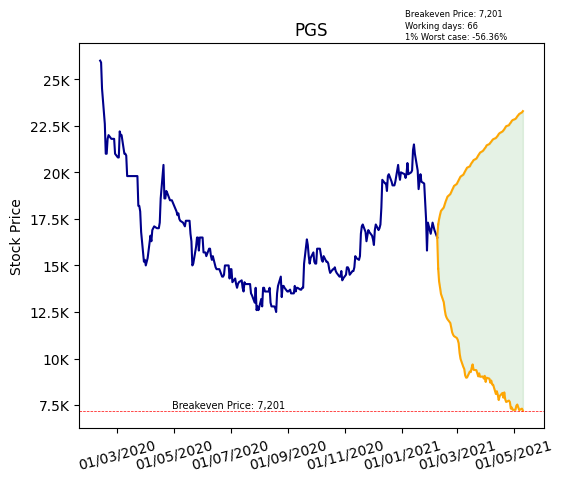 Breakeven Price: 7,201
Working days: 66
1% Worst case: -56.36%
PGS
Stock Price
25K
22.5K
20K
17.5K
15K
12.5K
10K
7.5K
Breakeven Price: 7,201
01/03/2020
01/05/2020
01/07/2020
01/09/2020
01/11/2020
01/01/2021
01/03/2021
01/05/2021